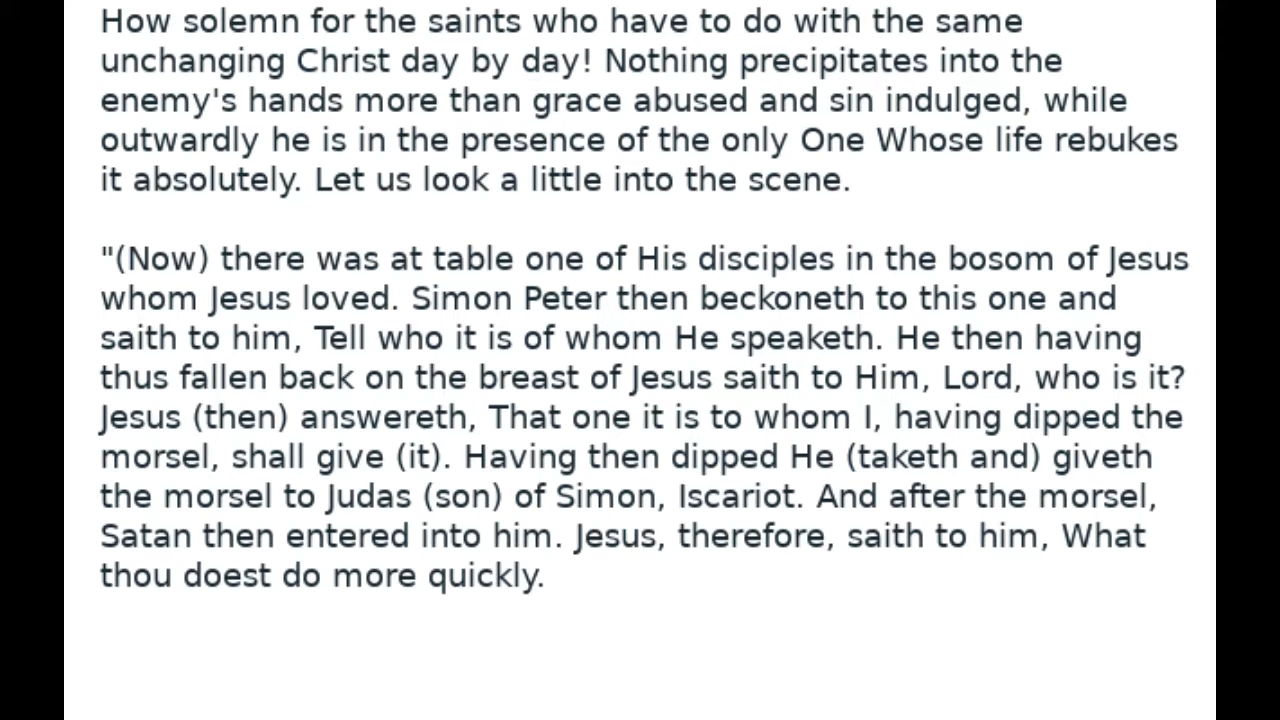 How solemn for the saints who have to do with the same
unchanging Christ day by day! Nothing precipitates into the
enemy's hands more than grace abused and sin indulged, while
outwardly he is in the presence of the only One Whose life rebukes
it absolutely. Let us look a little into the scene.
"(Now) there was at table one of His disciples in the bosom of Jesus
whom Jesus loved. Simon Peter then beckoneth to this one and
saith to him, Tell who it is of whom He speaketh. He then having
thus fallen back on the breast of Jesus saith to Him, Lord, who is it?
Jesus (then) answereth, That one it is to whom I, having dipped the
morsel, shall give (it). Having then dipped He (taketh and) giveth
the morsel to Judas (son) of Simon, Iscariot. And after the morsel,
Satan then entered into him. Jesus, therefore, saith to him, What
thou doest do more quickly.